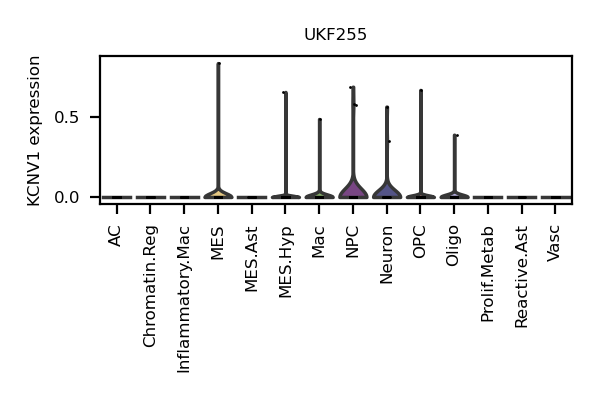 UKF255
KCNV1 expression
0.5
0.0
AC
Chromatin.Reg
Inflammatory.Mac
MES
MES.Ast
MES.Hyp
Mac
NPC
Neuron
OPC
Oligo
Prolif.Metab
Reactive.Ast
Vasc